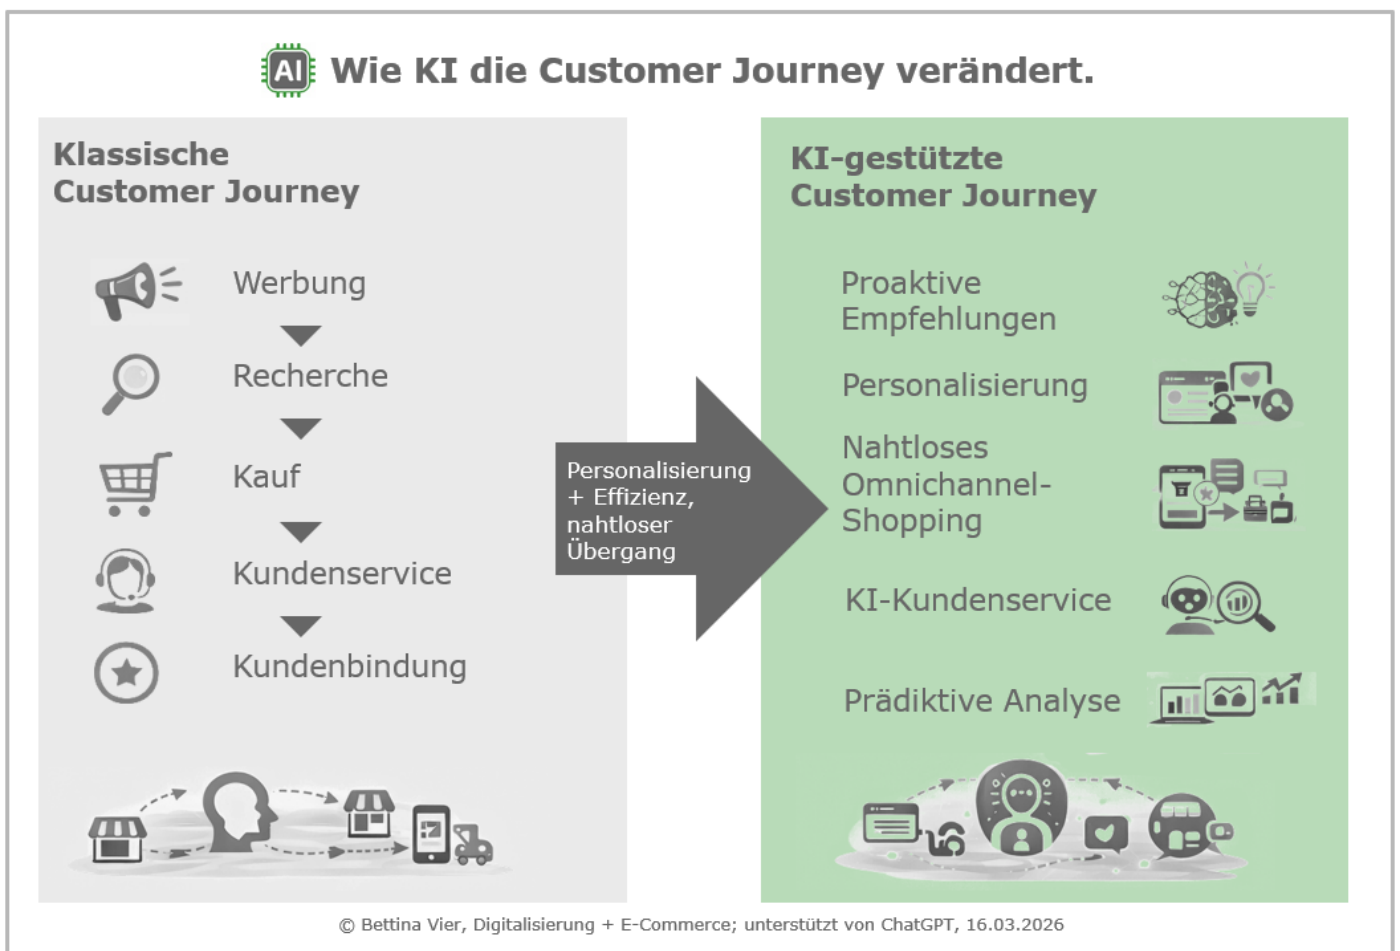 AI Wie KI die Customer Journey verändert.
Klassische
Customer Journey
Werbung
Recherche
Kauf
Kundenservice
Kundenbindung
Personalisierung
+ Effizienz,
nahtloser
Übergang
KI-gestützte
Customer Journey
Proaktive
Empfehlungen
Personalisierung
Nahtloses
Omnichannel-
Shopping
KI-Kundenservice
Prädiktive Analyse
© Bettina Vier, Digitalisierung + E-Commerce; unterstützt von ChatGPT, 16.03.2026